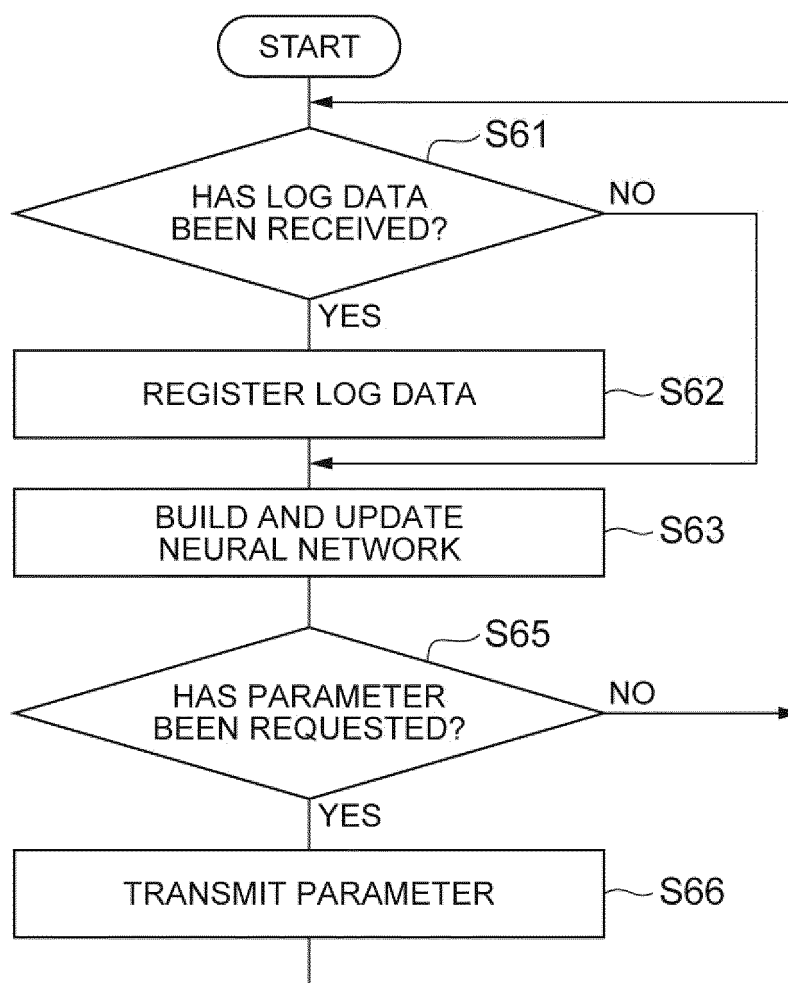 START
S61
HAS LOG DATA
BEEN RECEIVED?
NO
YES
REGISTER LOG DATA
S62
BUILD AND UPDATE
NEURAL NETWORK
S63
S65
HAS PARAMETER
BEEN REQUESTED?
NO
YES
TRANSMIT PARAMETER
S66